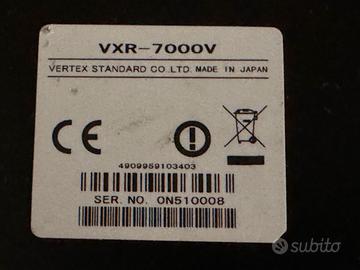 VXR-7000V
VERTEX STANDARD CO. LTD. MADE IN JAPAN
CE
4909959103403
SER. NO. 0N510008
subito